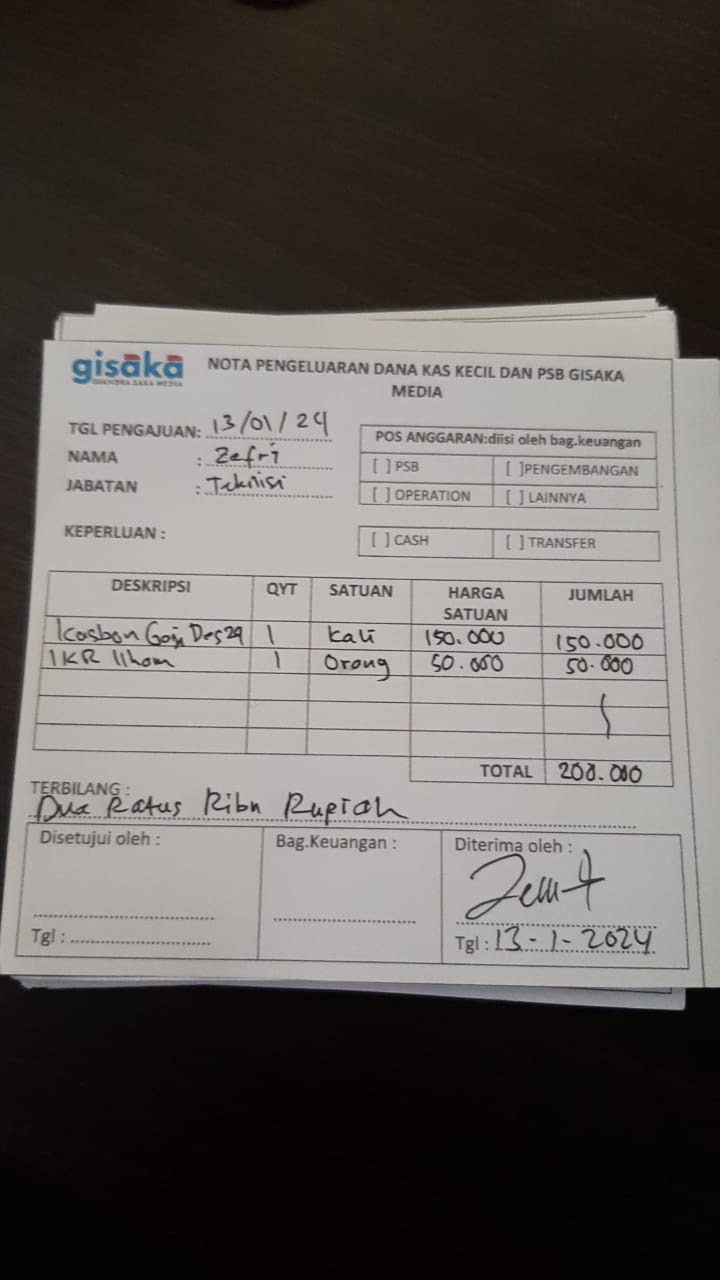 gisaka
GISANDRA SAKA MEDIA
NOTA PENGELUARAN DANA KAS KECIL DAN PSB GISAKA
MEDIA
TGL PENGAJUAN: 13/01/24
NAMA : Zefri
JABATAN : Teknisi
POS ANGGARAN:diisi oleh bag.keuangan
[ ] PSB [ ]PENGEMBANGAN
[ ] OPERATION [ ] LAINNYA
KEPERLUAN :
[ ] CASH [ ] TRANSFER
DESKRIPSI QYT SATUAN HARGA SATUAN JUMLAH
Kasbon Gaji Des 29 1 kali 150.000 150.000
IKR Ilham 1 Orang 50.000 50.000
TOTAL 200.000
TERBILANG :
Dua Ratus Ribu Rupiah
Disetujui oleh : Bag.Keuangan : Diterima oleh :
Tgl : Tgl : 13-1-2024